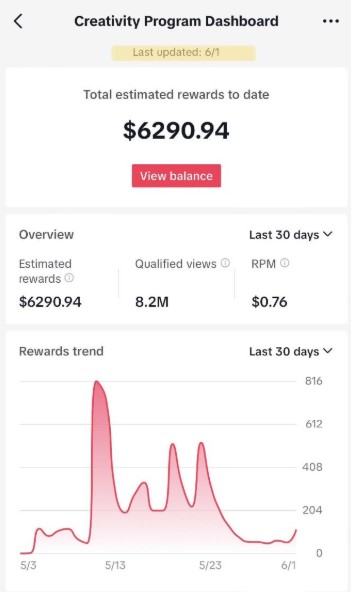 Creativity Program Dashboard
Last updated: 6/1
Total estimated rewards to date
$6290.94
View balance
Overview
Last 30 days
Estimated rewards
$6290.94
Qualified views
8.2M
RPM
$0.76
Rewards trend
Last 30 days
816
612
408
204
0
5/3 5/13 5/23 6/1